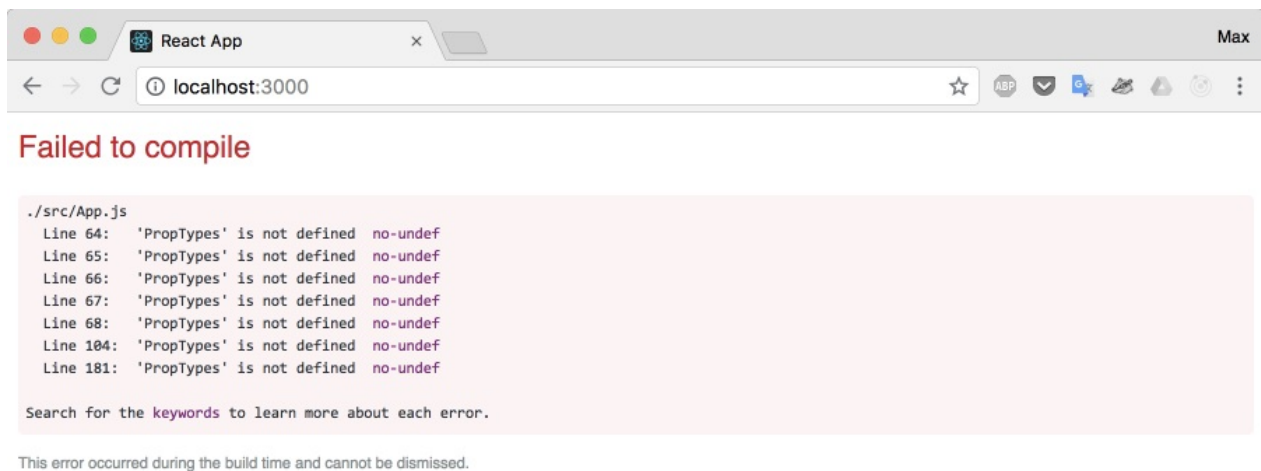 React App
Max
localhost:3000
ABP
Failed to compile
./src/App.js
Line 64: 'PropTypes' is not defined no-undef
Line 65: 'PropTypes' is not defined no-undef
Line 66: 'PropTypes' is not defined no-undef
Line 67: 'PropTypes' is not defined no-undef
Line 68: 'PropTypes' is not defined no-undef
Line 104: 'PropTypes' is not defined no-undef
Line 181: 'PropTypes' is not defined no-undef
Search for the keywords to learn more about each error.
This error occurred during the build time and cannot be dismissed.